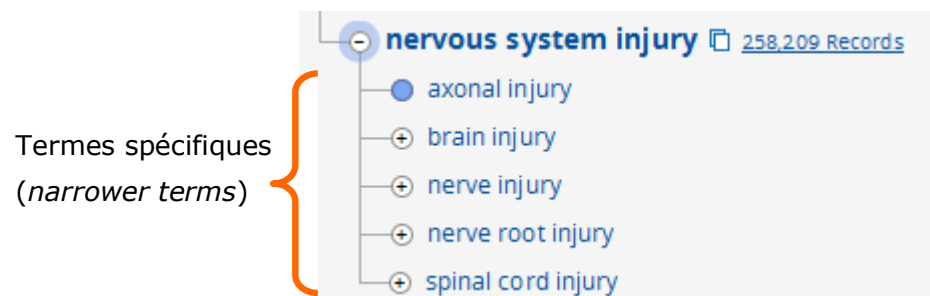 nervous system injury 258,209 Records
axonal injury
brain injury
nerve injury
nerve root injury
spinal cord injury
Termes spécifiques
(narrower terms)